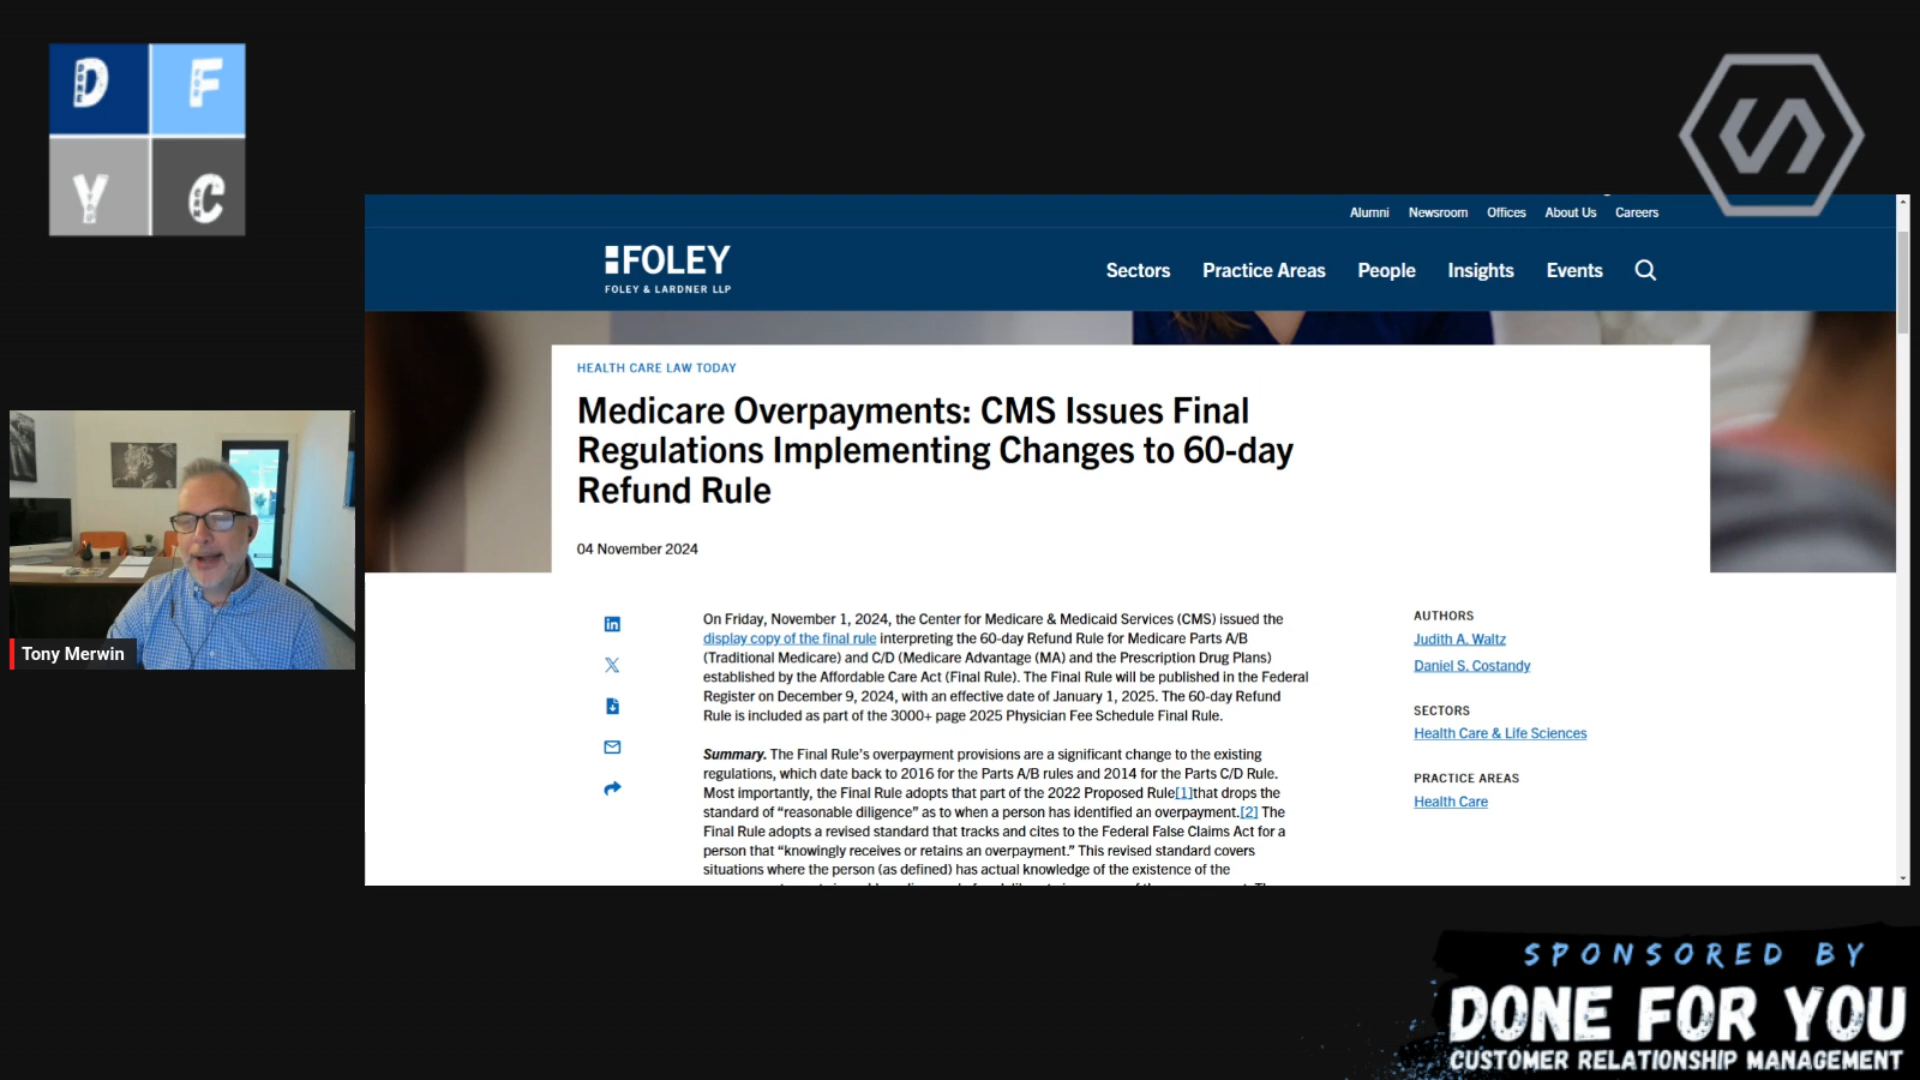 D F
Y C
Alumni Newsroom Offices About Us Careers
FOLEY
FOLEY & LARDNER LLP
Sectors Practice Areas People Insights Events
HEALTH CARE LAW TODAY
Medicare Overpayments: CMS Issues Final
Regulations Implementing Changes to 60-day
Refund Rule
04 November 2024
On Friday, November 1, 2024, the Center for Medicare & Medicaid Services (CMS) issued the
display copy of the final rule interpreting the 60-day Refund Rule for Medicare Parts A/B
(Traditional Medicare) and C/D (Medicare Advantage (MA) and the Prescription Drug Plans)
established by the Affordable Care Act (Final Rule). The Final Rule will be published in the Federal
Register on December 9, 2024, with an effective date of January 1, 2025. The 60-day Refund
Rule is included as part of the 3000+ page 2025 Physician Fee Schedule Final Rule.
Summary. The Final Rule's overpayment provisions are a significant change to the existing
regulations, which date back to 2016 for the Parts A/B rules and 2014 for the Parts C/D Rule.
Most importantly, the Final Rule adopts that part of the 2022 Proposed Rule[1]that drops the
standard of “reasonable diligence” as to when a person has identified an overpayment.[2] The
Final Rule adopts a revised standard that tracks and cites to the Federal False Claims Act for a
person that “knowingly receives or retains an overpayment.” This revised standard covers
situations where the person (as defined) has actual knowledge of the existence of the
AUTHORS
Judith A. Waltz
Daniel S. Costandy
SECTORS
Health Care & Life Sciences
PRACTICE AREAS
Health Care
Tony Merwin
SPONSORED BY
DONE FOR YOU
CUSTOMER RELATIONSHIP MANAGEMENT